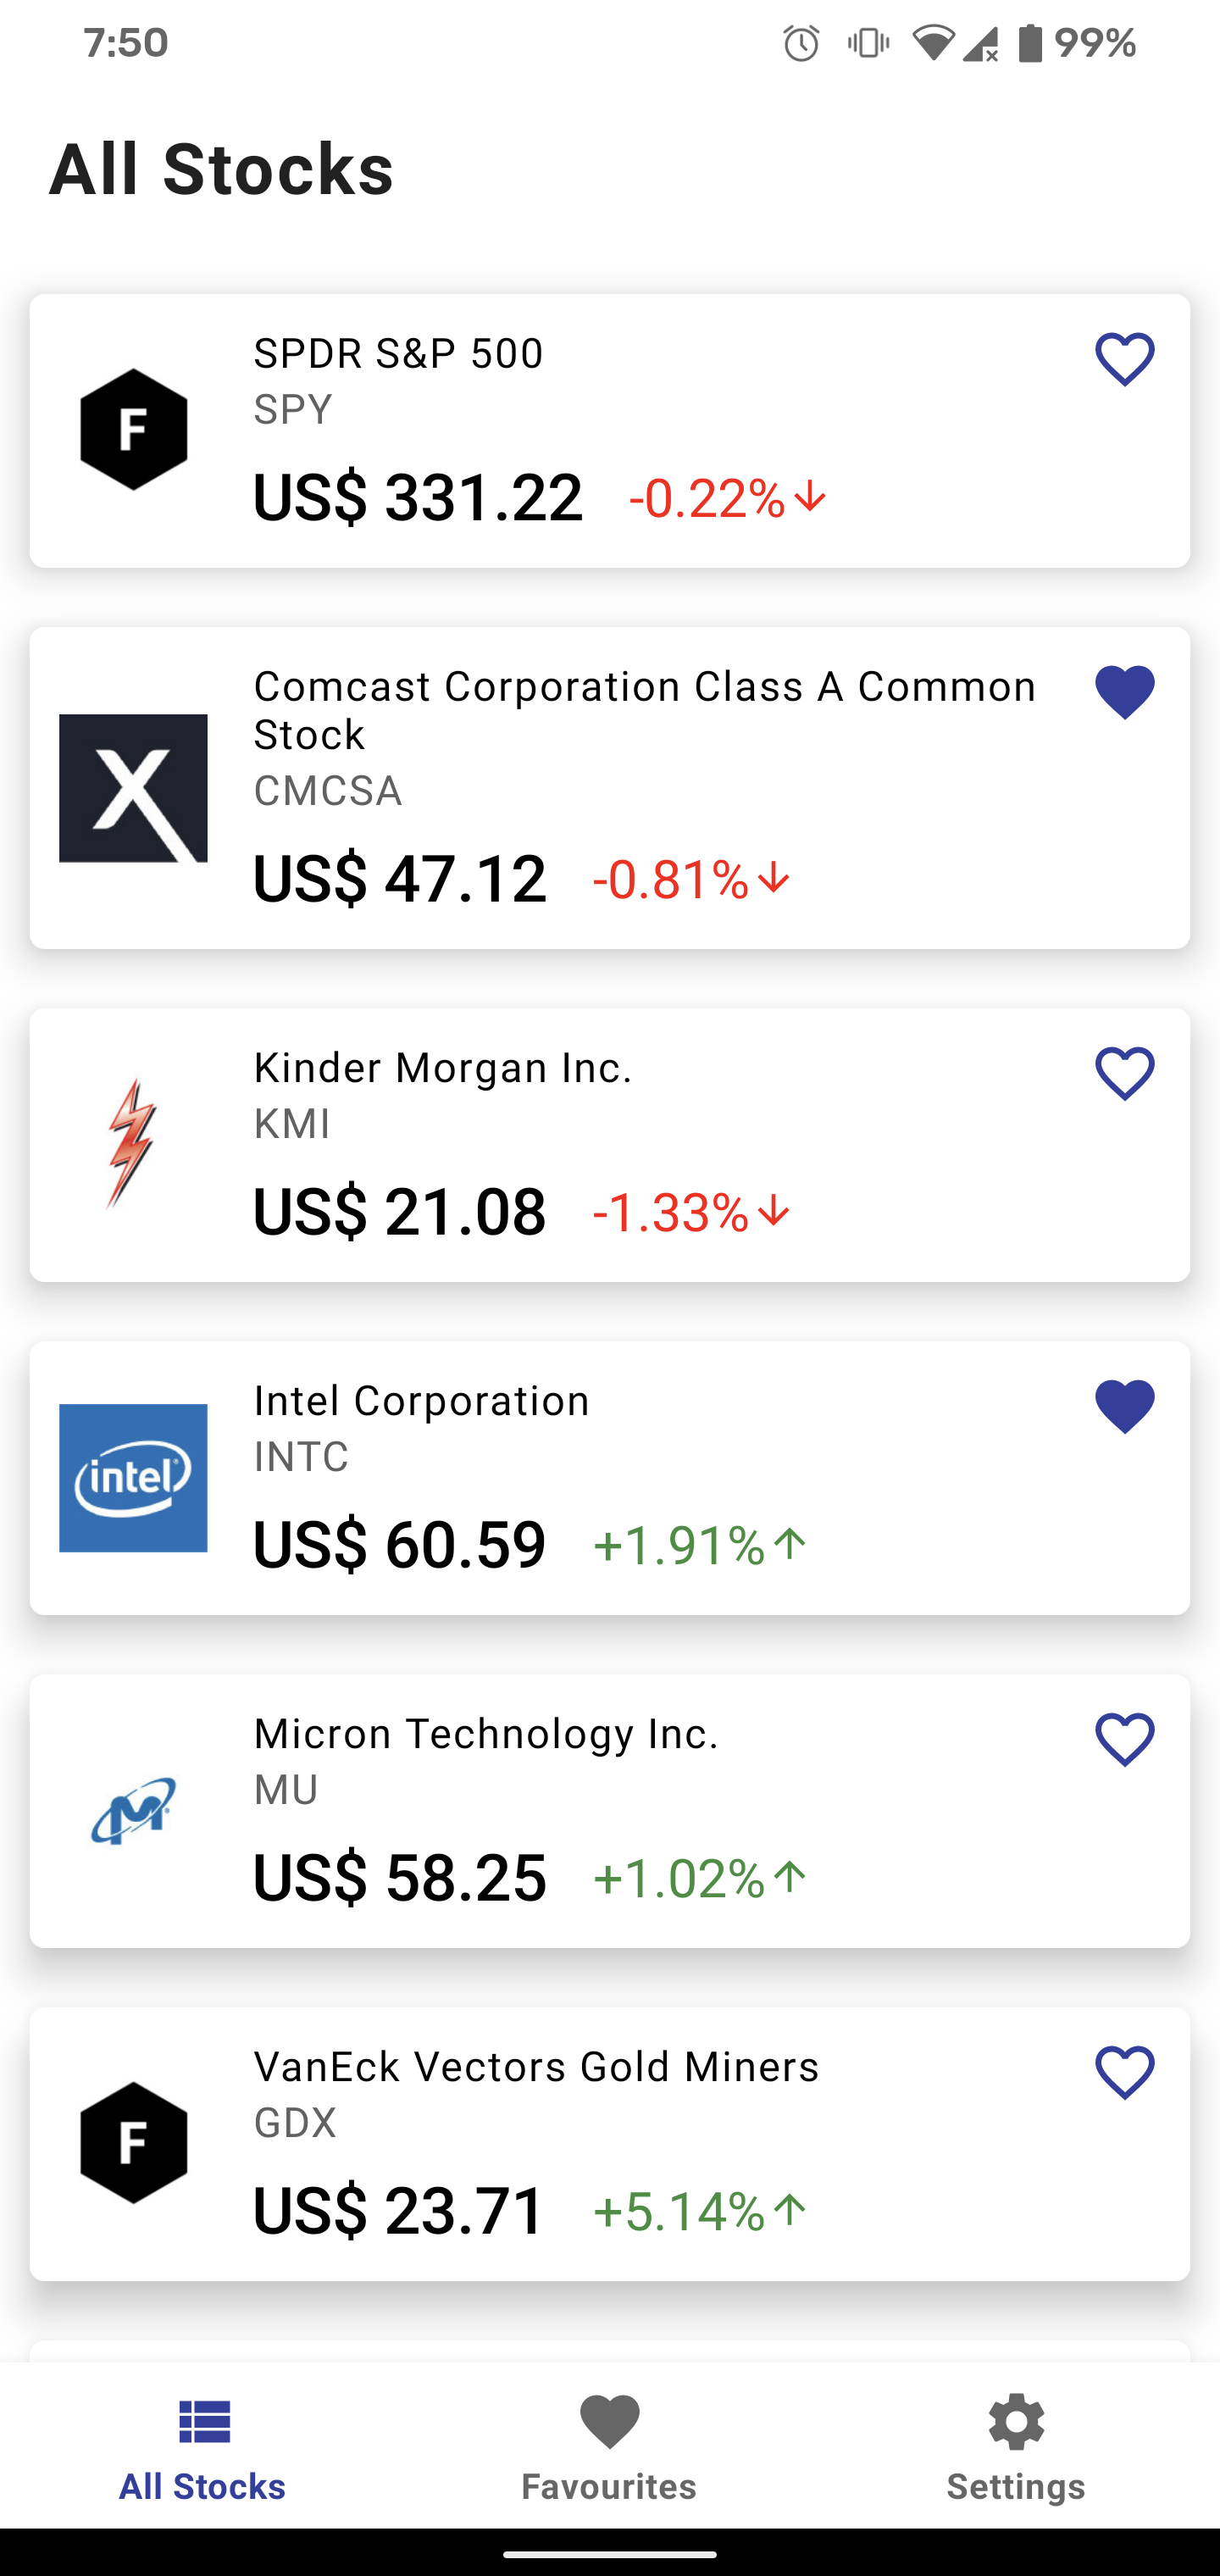 7:50 99%
All Stocks
F
SPDR S&P 500
SPY
US$ 331.22 -0.22%
X
Comcast Corporation Class A Common
Stock
CMCSA
US$ 47.12 -0.81%
Kinder Morgan Inc.
KMI
US$ 21.08 -1.33%
intel
Intel Corporation
INTC
US$ 60.59 +1.91%
M
Micron Technology Inc.
MU
US$ 58.25 +1.02%
F
VanEck Vectors Gold Miners
GDX
US$ 23.71 +5.14%
All Stocks Favourites Settings